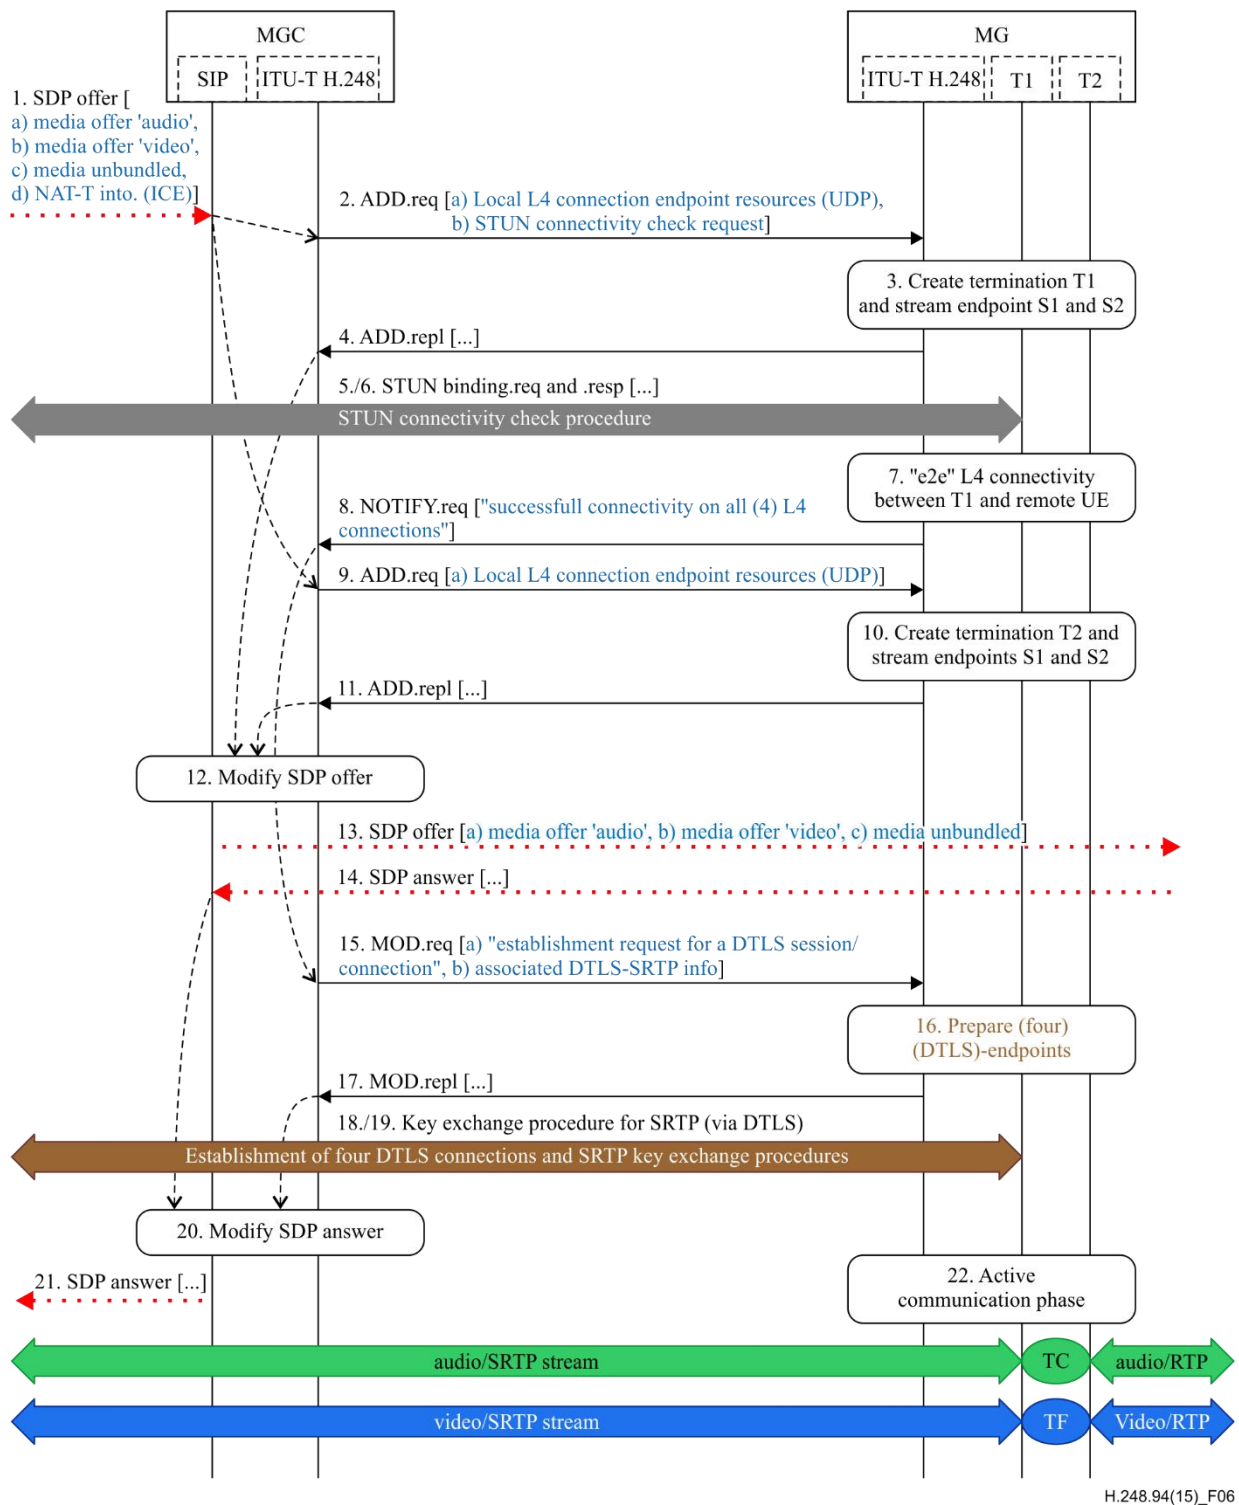 MGC
MG
SIP
ITU-T H.248
ITU-T H.248
T1
T2
1. SDP offer [
a) media offer 'audio',
b) media offer 'video',
c) media unbundled,
d) NAT-T into. (ICE)]
2. ADD.req [a) Local L4 connection endpoint resources (UDP),
b) STUN connectivity check request]
3. Create termination T1
and stream endpoint S1 and S2
4. ADD.repl [...]
5./6. STUN binding.req and .resp [...]
STUN connectivity check procedure
7. "e2e" L4 connectivity
between T1 and remote UE
8. NOTIFY.req ["successfull connectivity on all (4) L4
connections"]
9. ADD.req [a) Local L4 connection endpoint resources (UDP)]
10. Create termination T2 and
stream endpoints S1 and S2
11. ADD.repl [...]
12. Modify SDP offer
13. SDP offer [a) media offer 'audio', b) media offer 'video', c) media unbundled]
14. SDP answer [...]
15. MOD.req [a) "establishment request for a DTLS session/
connection", b) associated DTLS-SRTP info]
16. Prepare (four)
(DTLS)-endpoints
17. MOD.repl [...]
18./19. Key exchange procedure for SRTP (via DTLS)
Establishment of four DTLS connections and SRTP key exchange procedures
20. Modify SDP answer
21. SDP answer [...]
22. Active
communication phase
audio/SRTP stream
TC
audio/RTP
video/SRTP stream
TF
Video/RTP
H.248.94(15)_F06